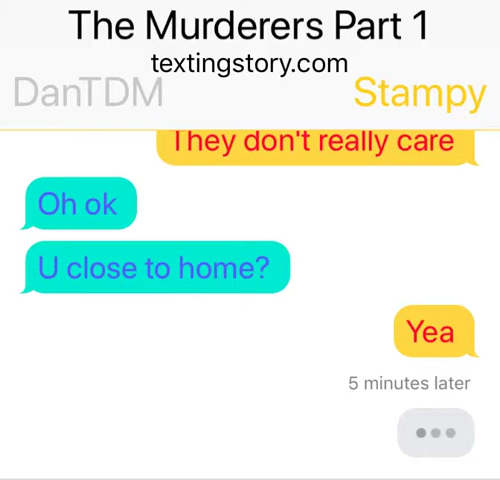 The Murderers Part 1
textingstory.com
DanTDM
Stampy
They don't really care
Oh ok
U close to home?
Yea
5 minutes later